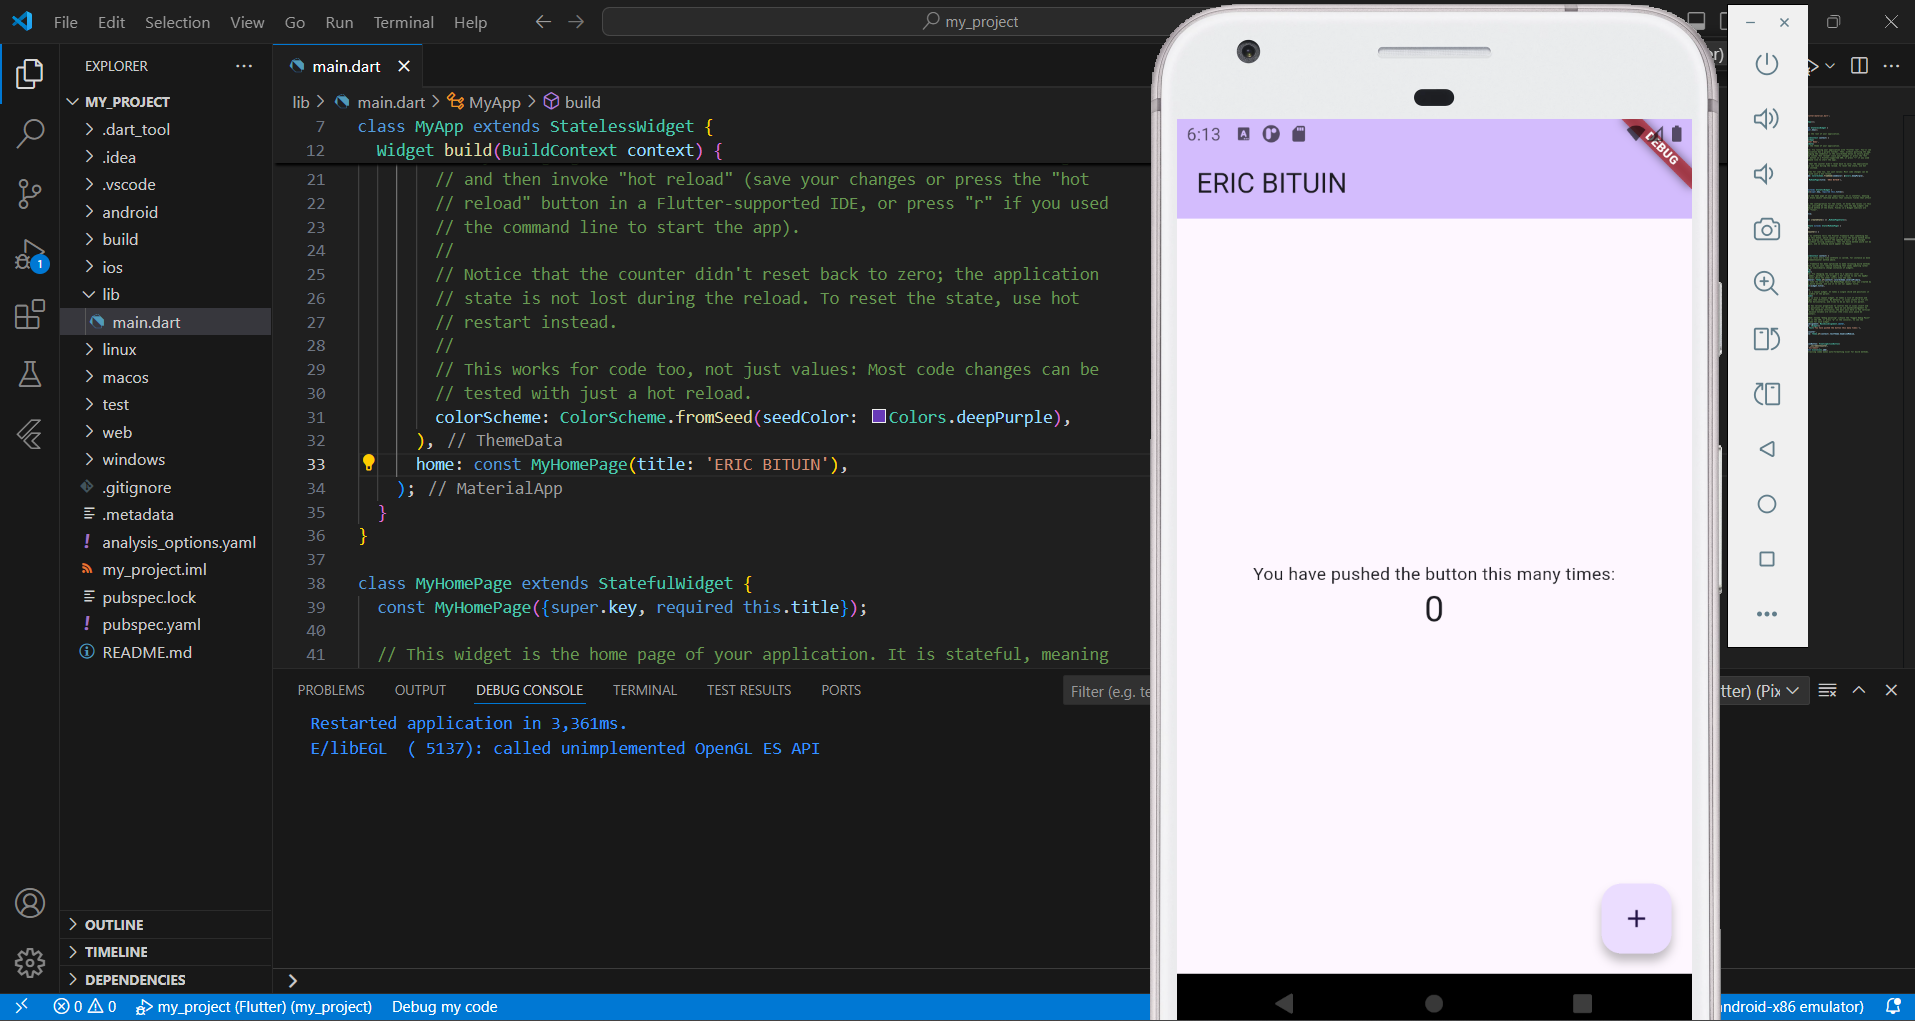 File Edit Selection View Go Run Terminal Help
my_project
EXPLORER
MY_PROJECT
.dart_tool
.idea
.vscode
android
build
ios
lib
main.dart
linux
macos
test
web
windows
.gitignore
.metadata
analysis_options.yaml
my_project.iml
pubspec.lock
pubspec.yaml
README.md
OUTLINE
TIMELINE
DEPENDENCIES
1
main.dart
lib > main.dart > MyApp > build
7 class MyApp extends StatelessWidget {
12 Widget build(BuildContext context) {
21 // and then invoke "hot reload" (save your changes or press the "hot
22 // reload" button in a Flutter-supported IDE, or press "r" if you used
23 // the command line to start the app).
24 //
25 // Notice that the counter didn't reset back to zero; the application
26 // state is not lost during the reload. To reset the state, use hot
27 // restart instead.
28 //
29 // This works for code too, not just values: Most code changes can be
30 // tested with just a hot reload.
31 colorScheme: ColorScheme.fromSeed(seedColor: Colors.deepPurple),
32 ), // ThemeData
33 home: const MyHomePage(title: 'ERIC BITUIN'),
34 ); // MaterialApp
35 }
36 }
37
38 class MyHomePage extends StatefulWidget {
39 const MyHomePage({super.key, required this.title});
40
41 // This widget is the home page of your application. It is stateful, meaning
PROBLEMS OUTPUT DEBUG CONSOLE TERMINAL TEST RESULTS PORTS
Filter (e.g. te
tter) (Pix
Restarted application in 3,361ms.
E/libEGL ( 5137): called unimplemented OpenGL ES API
6:13
DEBUG
ERIC BITUIN
You have pushed the button this many times:
0
+
0 0 my_project (Flutter) (my_project) Debug my code
ndroid-x86 emulator)